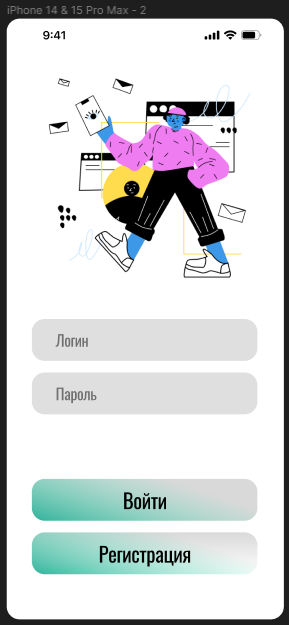 iPhone 14 & 15 Pro Max - 2
9:41
Логин
Пароль
Войти
Регистрация